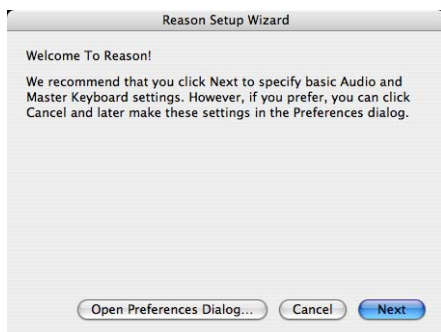 Reason Setup Wizard
Welcome To Reason!
We recommend that you click Next to specify basic Audio and
Master Keyboard settings. However, if you prefer, you can click
Cancel and later make these settings in the Preferences dialog.
Open Preferences Dialog... Cancel Next